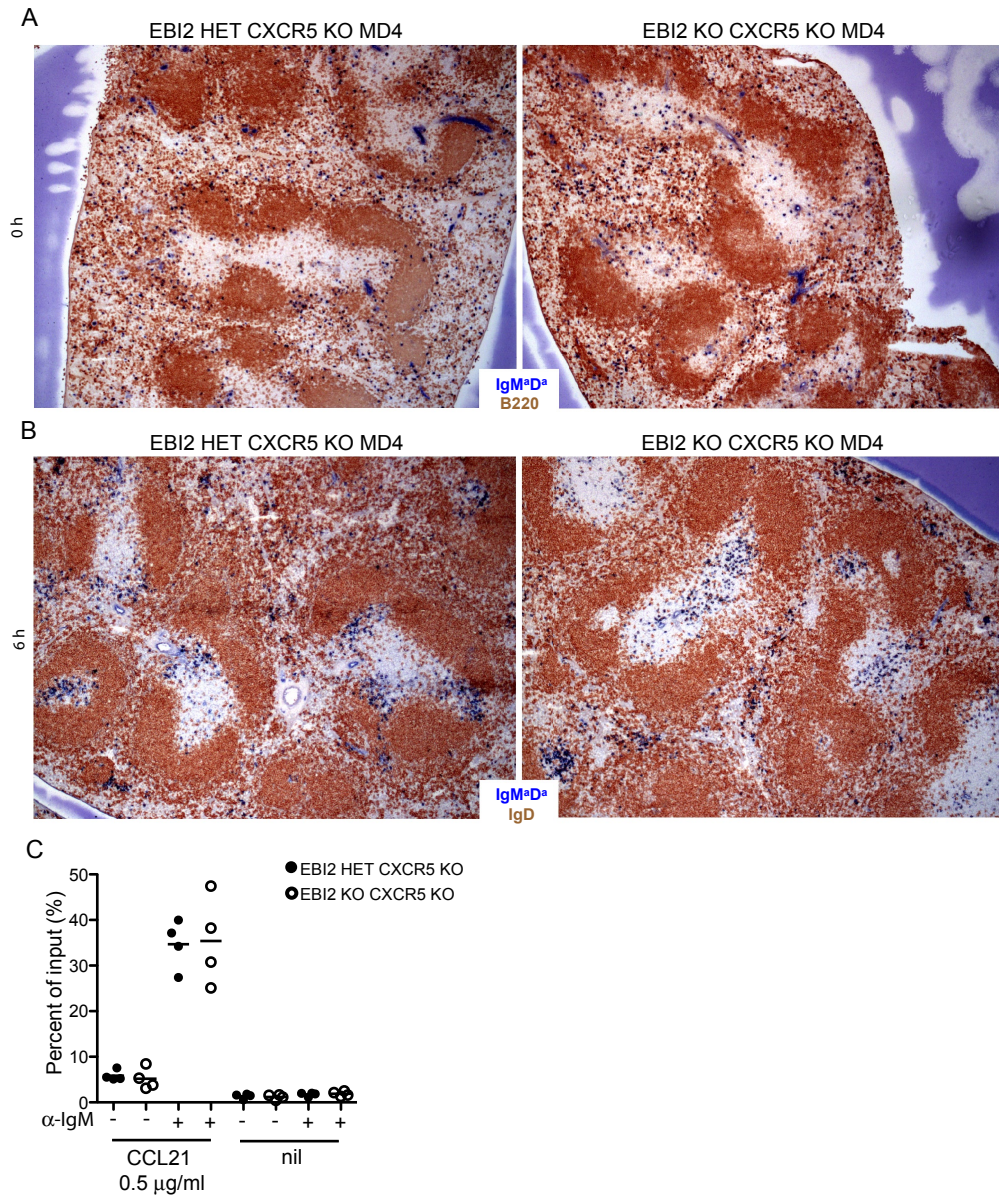 A
EBI2 HET CXCR5 KO MD4
EBI2 KO CXCR5 KO MD4
0 h
IgMᵃDᵃ
B220
B
EBI2 HET CXCR5 KO MD4
EBI2 KO CXCR5 KO MD4
6 h
IgMᵃDᵃ
IgD
C
EBI2 HET CXCR5 KO
EBI2 KO CXCR5 KO
Percent of input (%)
50
40
30
20
10
0
α-IgM - - + + - - + +
CCL21 nil
0.5 µg/ml